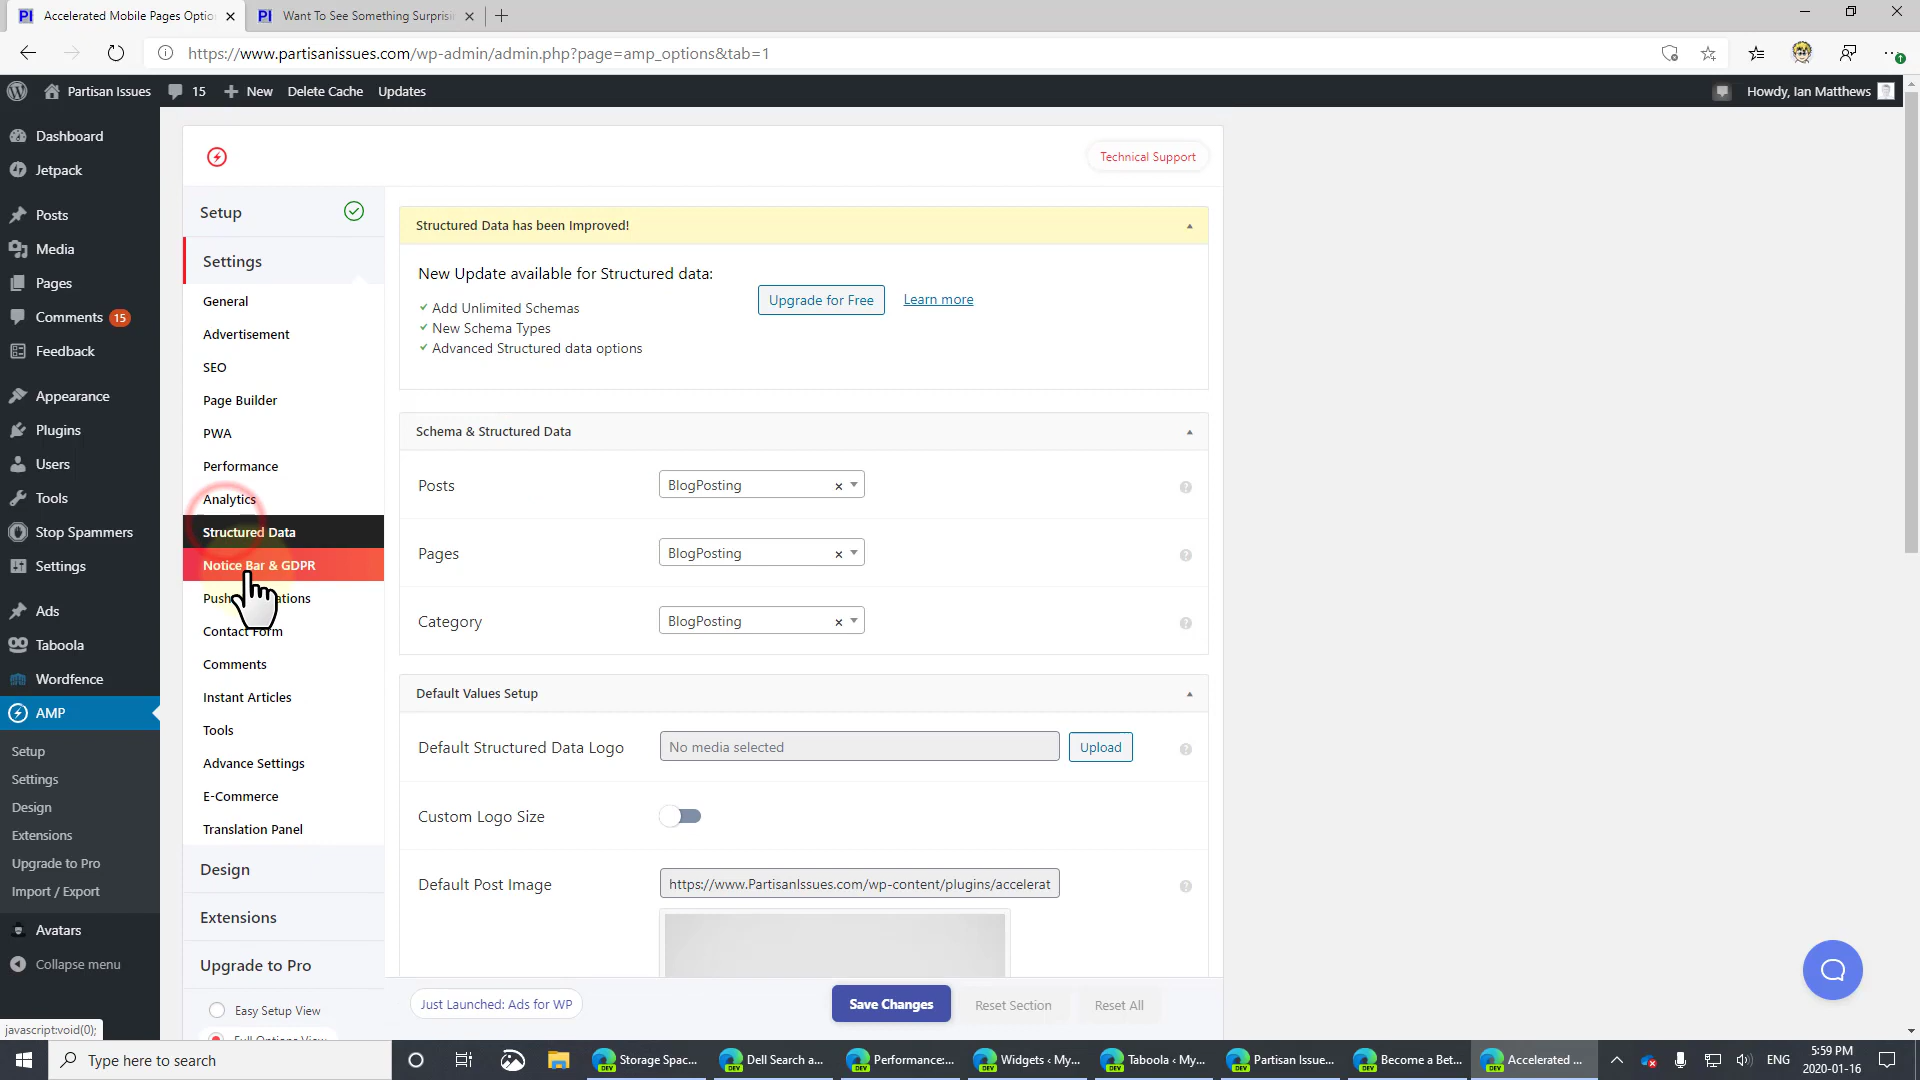 Accelerated Mobile Pages Optio
Want To See Something Surprisi
https://www.partisanissues.com/wp-admin/admin.php?page=amp_options&tab=1
Partisan Issues
15
New
Delete Cache
Updates
Howdy, Ian Matthews
Dashboard
Jetpack
Posts
Media
Pages
Comments 15
Feedback
Appearance
Plugins
Users
Tools
Stop Spammers
Settings
Ads
Taboola
Wordfence
AMP
Setup
Settings
Design
Extensions
Upgrade to Pro
Import / Export
Avatars
Collapse menu
Technical Support
Setup
Settings
General
Advertisement
SEO
Page Builder
PWA
Performance
Analytics
Structured Data
Notice Bar & GDPR
Push ations
Contact Form
Comments
Instant Articles
Tools
Advance Settings
E-Commerce
Translation Panel
Design
Extensions
Upgrade to Pro
Easy Setup View
Structured Data has been Improved!
New Update available for Structured data:
Add Unlimited Schemas
New Schema Types
Advanced Structured data options
Upgrade for Free
Learn more
Schema & Structured Data
Posts
BlogPosting
Pages
BlogPosting
Category
BlogPosting
Default Values Setup
Default Structured Data Logo
No media selected
Upload
Custom Logo Size
Default Post Image
https://www.PartisanIssues.com/wp-content/plugins/accelerat
Just Launched: Ads for WP
Save Changes
Reset Section
Reset All
javascript:void(0);
Type here to search
Storage Spac...
Dell Search a...
Performance:...
Widgets ‹ My...
Taboola ‹ My...
Partisan Issue...
Become a Bet...
Accelerated ...
ENG
5:59 PM
2020-01-16